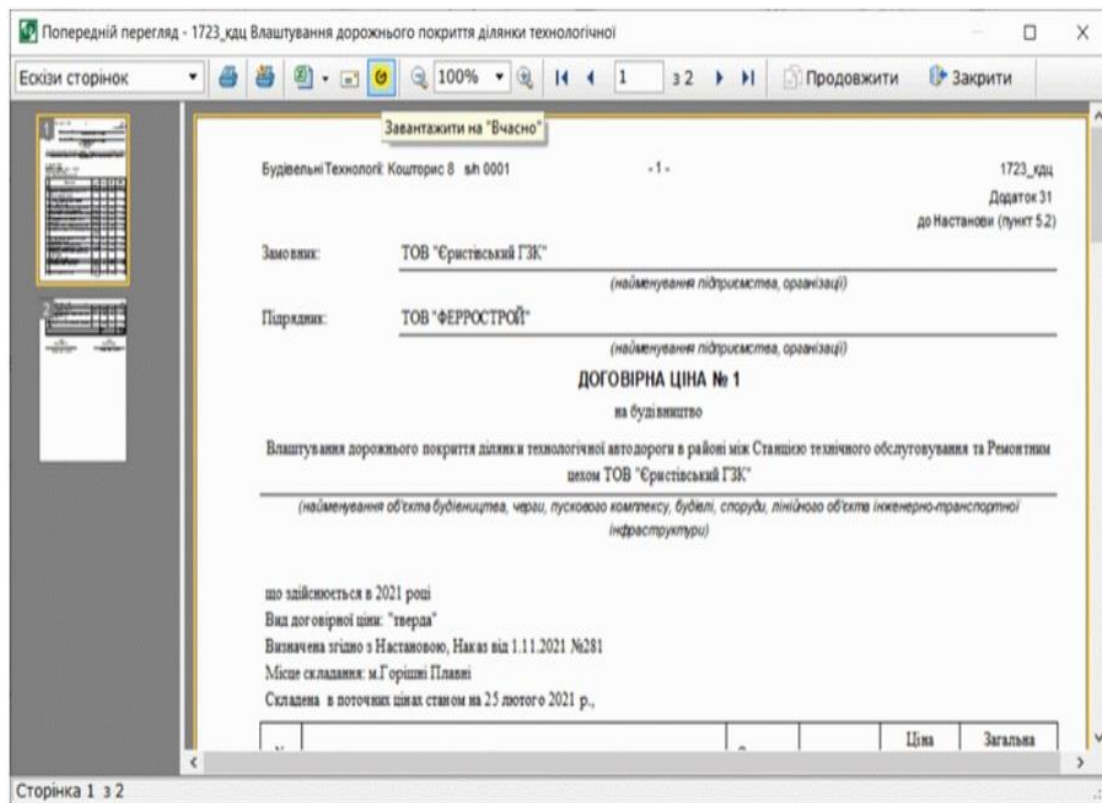 Попередній перегляд - 1723_кдц Влаштування дорожнього покриття ділянки технологічної
Ескізи сторінок 100% 1 з 2 Продовжити Закрити
Завантажити на "Вчасно"
1
2
Будівельні Технології: Кошторис 8 s/n 0001 - 1 - 1723_кдц
Додаток 31
до Настанови (пункт 5.2)
Замовник: ТОВ "Єристівський ГЗК"
(найменування підприємства, організації)
Підрядник: ТОВ "ФЕРРОСТРОЙ"
(найменування підприємства, організації)
ДОГОВІРНА ЦІНА № 1
на будівництво
Влаштування дорожнього покриття ділянки технологічної автодороги в районі між Станцією технічного обслуговування та Ремонтним
цехом ТОВ "Єристівський ГЗК"
(найменування об'єкта будівництва, черги, пускового комплексу, будівлі, споруди, лінійного об'єкта інженерно-транспортної
інфраструктури)
що здійснюється в 2021 році
Вид договірної ціни: "тверда"
Визначена згідно з Настановою, Наказ від 1.11.2021 №281
Місце складання: м.Горішні Плавні
Складена в поточних цінах станом на 25 лютого 2021 р.,
Ціна Загальна
Сторінка 1 з 2